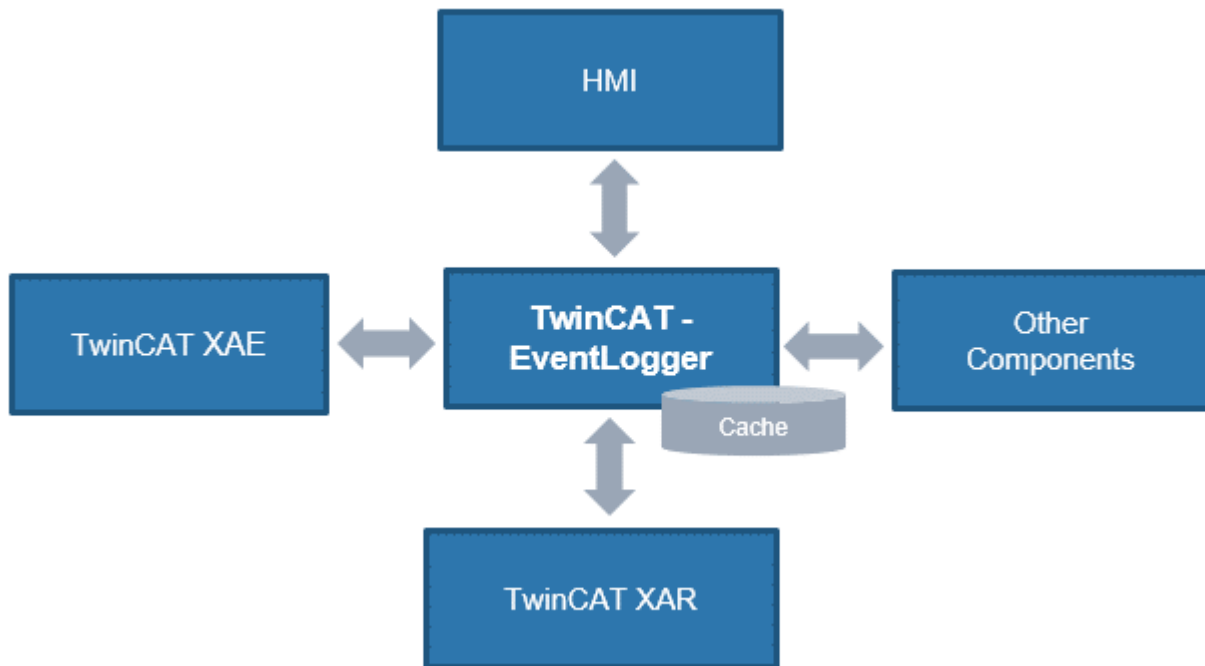 HMI
TwinCAT XAE
TwinCAT -
EventLogger
Cache
Other
Components
TwinCAT XAR